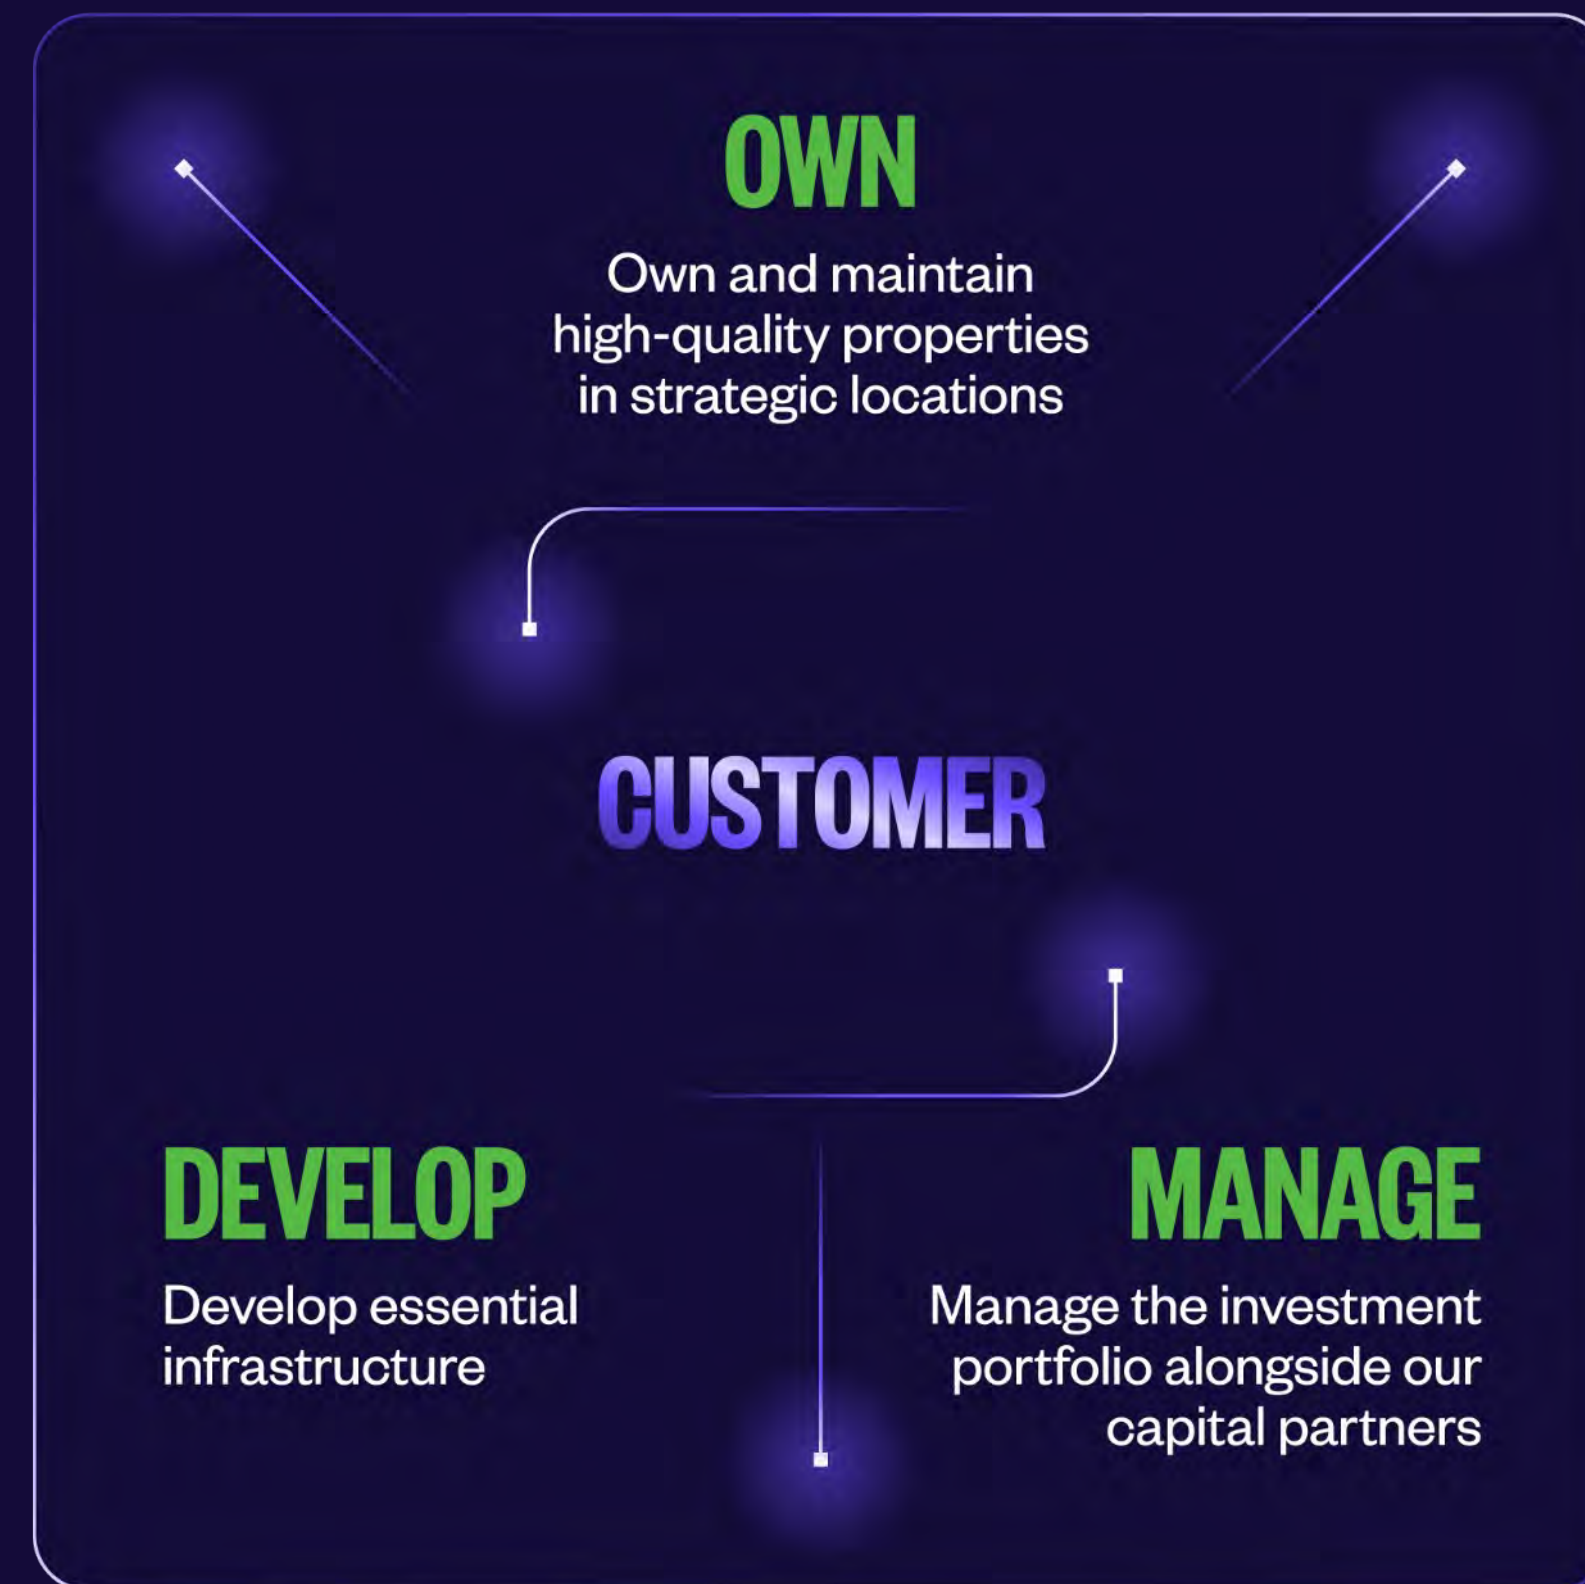 OWN
Own and maintain
high-quality properties
in strategic locations
CUSTOMER
DEVELOP
Develop essential
infrastructure
MANAGE
Manage the investment
portfolio alongside our
capital partners